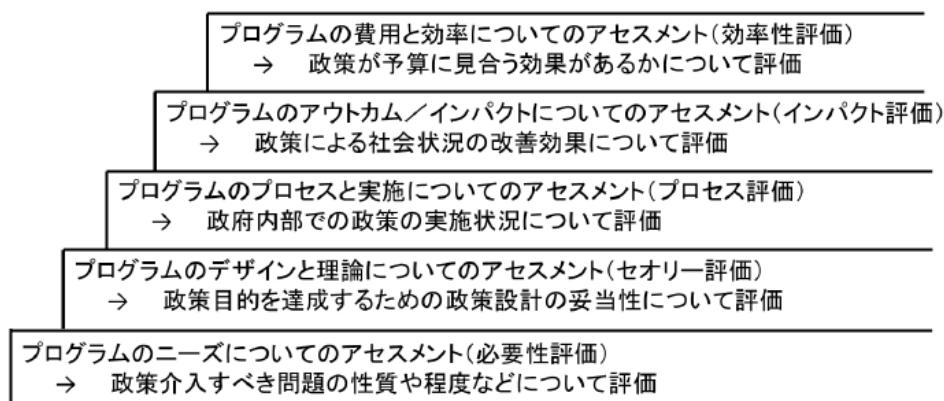 プログラムの費用と効率についてのアセスメント(効率性評価)
→ 政策が予算に見合う効果があるかについて評価
プログラムのアウトカム／インパクトについてのアセスメント(インパクト評価)
→ 政策による社会状況の改善効果について評価
プログラムのプロセスと実施についてのアセスメント(プロセス評価)
→ 政府内部での政策の実施状況について評価
プログラムのデザインと理論についてのアセスメント(セオリー評価)
→ 政策目的を達成するための政策設計の妥当性について評価
プログラムのニーズについてのアセスメント(必要性評価)
→ 政策介入すべき問題の性質や程度などについて評価